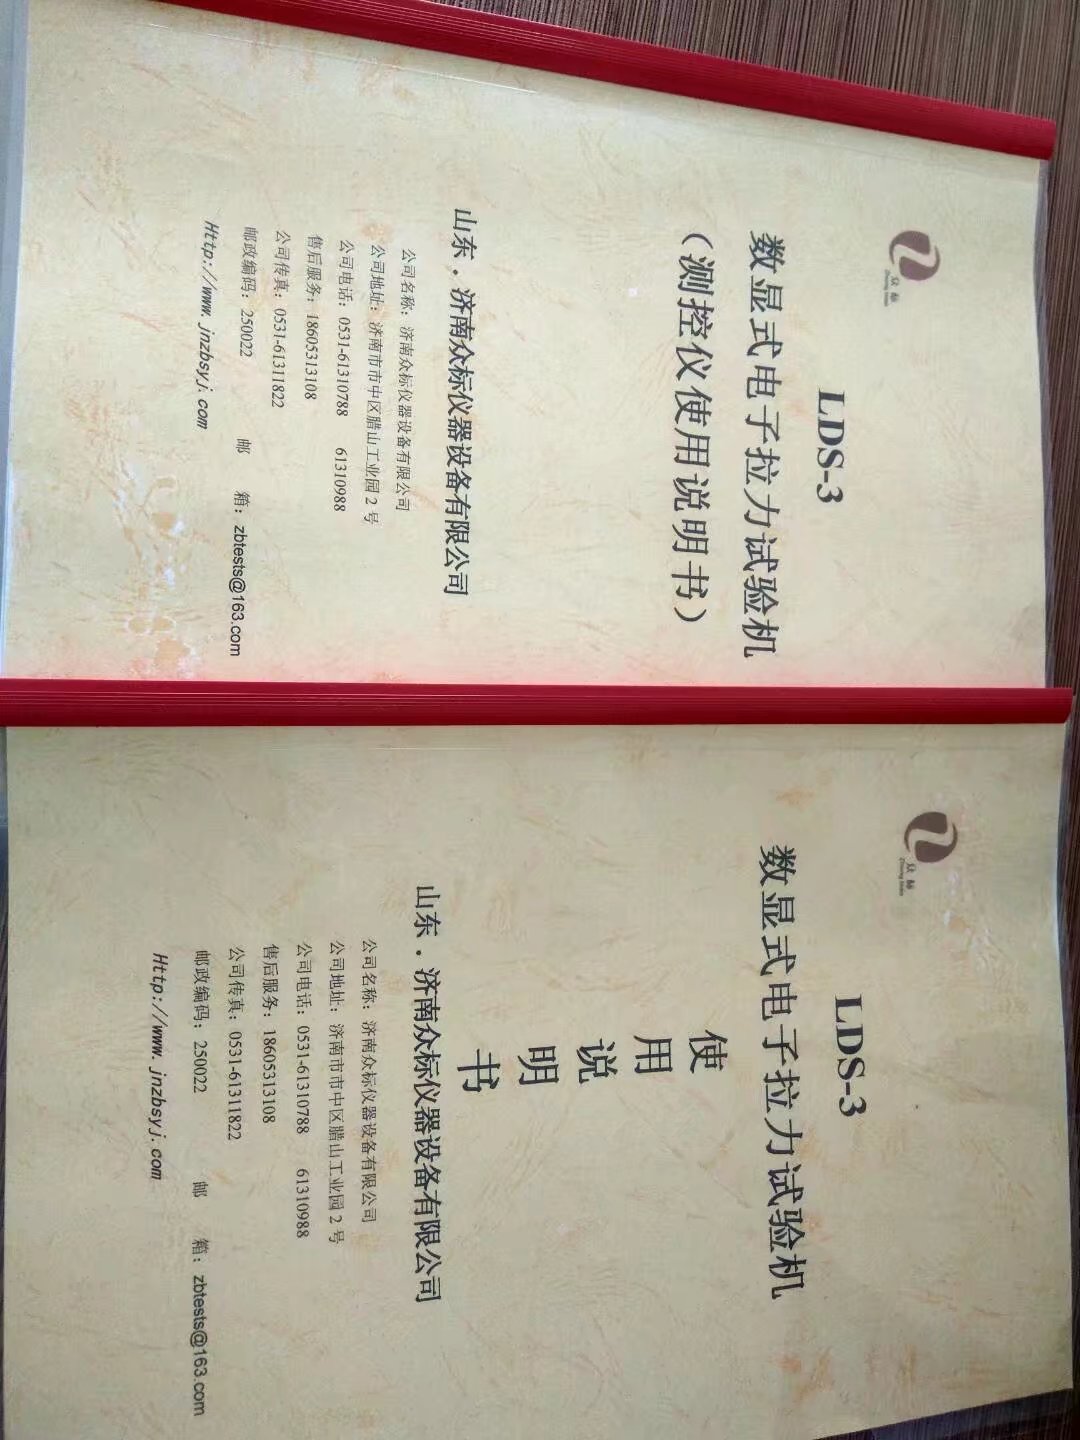 众标
LDS-3
数显式电子拉力试验机
（测控仪使用说明书）
山东．济南众标仪器设备有限公司
公司名称：济南众标仪器设备有限公司
公司地址：济南市市中区腊山工业园 2 号
公司电话：0531-61310788 61310988
售后服务：18605313108
公司传真：0531-61311822
邮政编码：250022 邮 箱：zbtests@163.com
Http://www.jnzbsyj.com
众标
LDS-3
数显式电子拉力试验机
使
用
说
明
书
山东．济南众标仪器设备有限公司
公司名称：济南众标仪器设备有限公司
公司地址：济南市市中区腊山工业园 2 号
公司电话：0531-61310788 61310988
售后服务：18605313108
公司传真：0531-61311822
邮政编码：250022 邮 箱：zbtests@163.com
Http://www.jnzbsyj.com